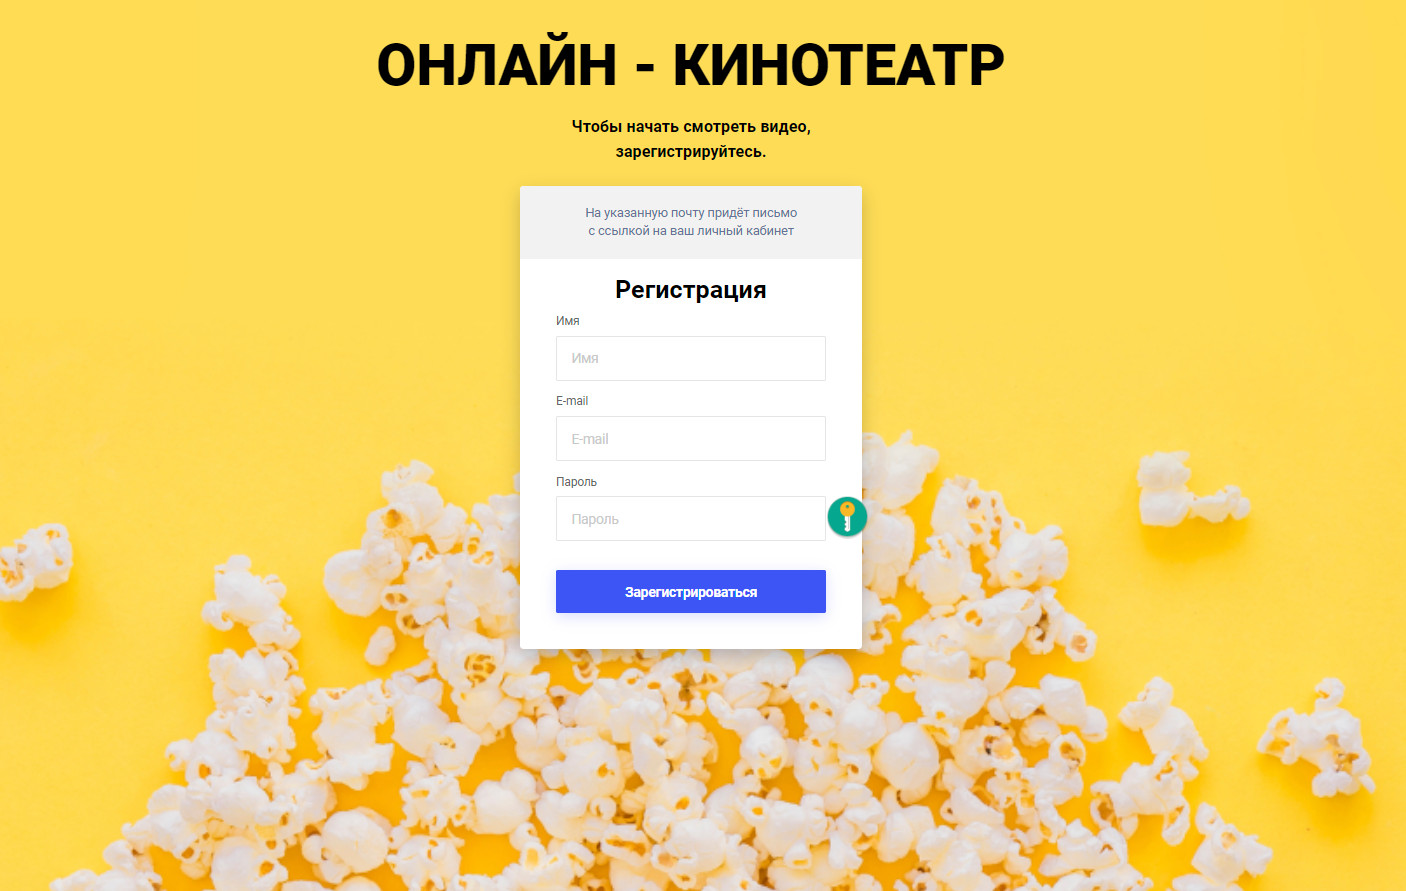 ОНЛАЙН - КИНОТЕАТР
Чтобы начать смотреть видео,
зарегистрируйтесь.
На указанную почту придёт письмо
с ссылкой на ваш личный кабинет
Регистрация
Имя
Имя
E-mail
E-mail
Пароль
Пароль
Зарегистрироваться